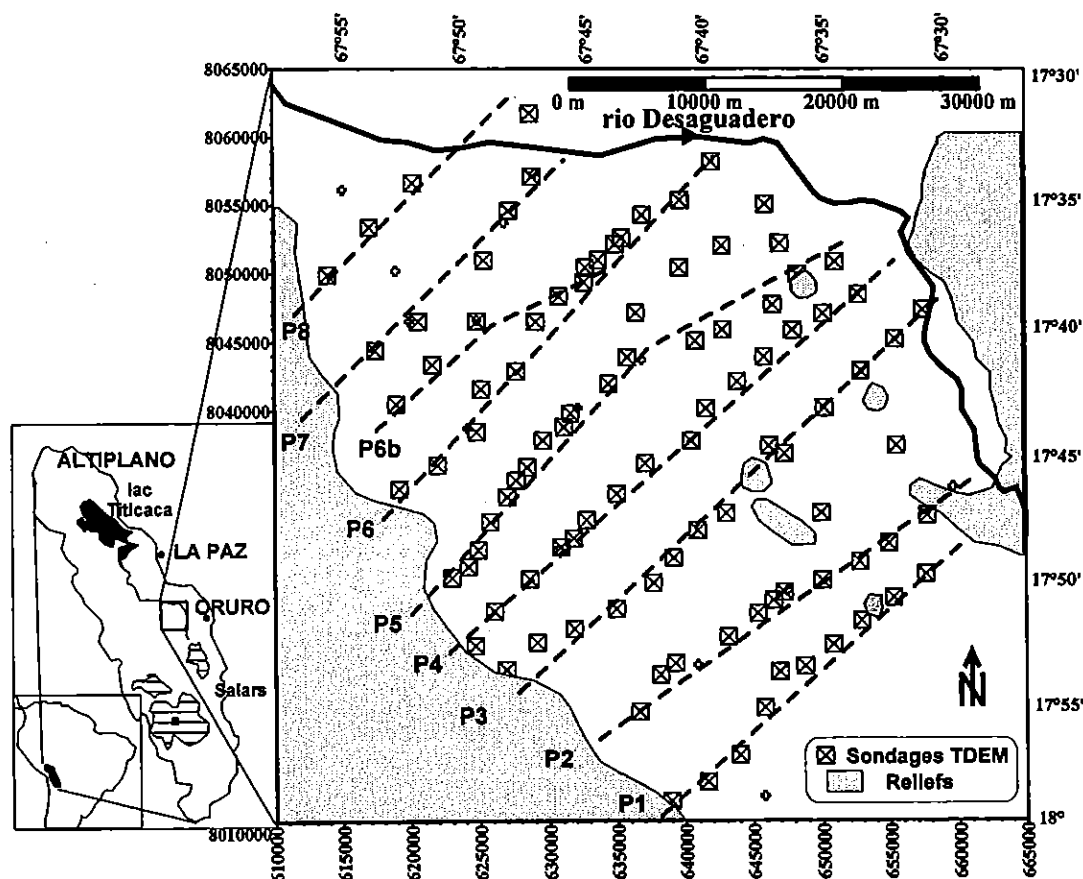 67°55'
67°50'
67°45'
67°40'
67°35'
67°30'
8065000
17°30'
0 m
10000 m
20000 m
30000 m
rio Desaguadero
8060000
8055000
17°35'
8050000
P8
17°40'
8045000
8040000
P7
P6b
17°45'
ALTIPLANO
lac
Titicaca
P6
LA PAZ
17°50'
ORURO
P5
P4
Salars
P3
N
17°55'
P2
Sondages TDEM
Reliefs
P1
8010000
18°
610000
615000
620000
625000
630000
635000
640000
645000
650000
655000
660000
665000